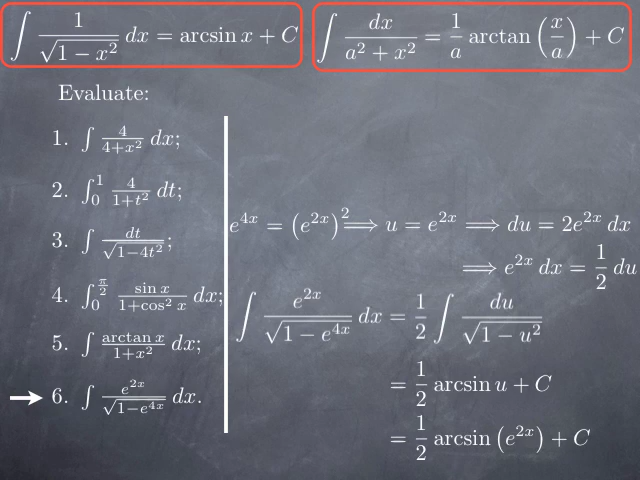 ∫ 1/√(1 − x²) dx = arcsin x + C
∫ dx/(a² + x²) = 1/a arctan (x/a) + C
Evaluate:
1. ∫ 4/(4+x²) dx;
2. ∫₀¹ 4/(1+t²) dt;
3. ∫ dt/√(1−4t²);
4. ∫₀^(π/2) sin x/(1+cos² x) dx;
5. ∫ arctan x/(1+x²) dx;
6. ∫ e^(2x)/√(1−e^(4x)) dx.
e^(4x) = (e^(2x))² ⟹ u = e^(2x) ⟹ du = 2e^(2x) dx
⟹ e^(2x) dx = 1/2 du
∫ e^(2x)/√(1 − e^(4x)) dx = 1/2 ∫ du/√(1 − u²)
= 1/2 arcsin u + C
= 1/2 arcsin (e^(2x)) + C